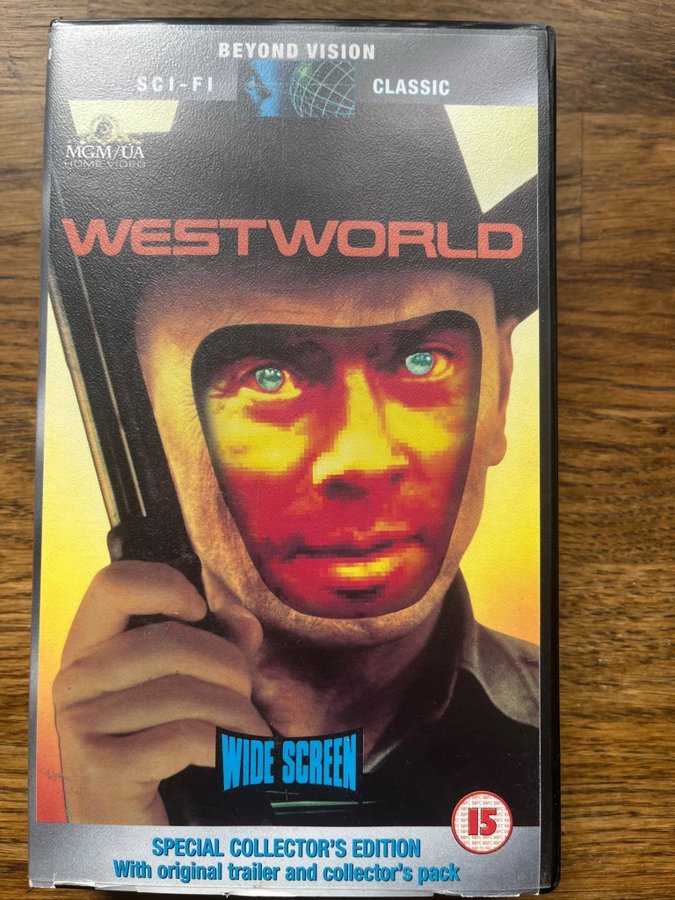 BEYOND VISION
SCI-FI CLASSIC
MGM/UA
HOME VIDEO
WESTWORLD
WIDE SCREEN
15
SPECIAL COLLECTOR'S EDITION
With original trailer and collector's pack